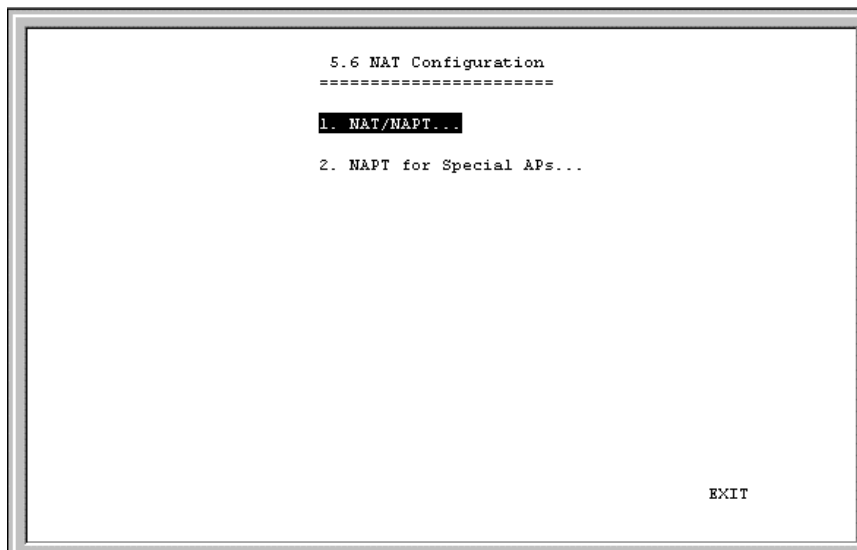 5.6 NAT Configuration
=======================
1. NAT/NAPT...
2. NAPT for Special APs...
EXIT